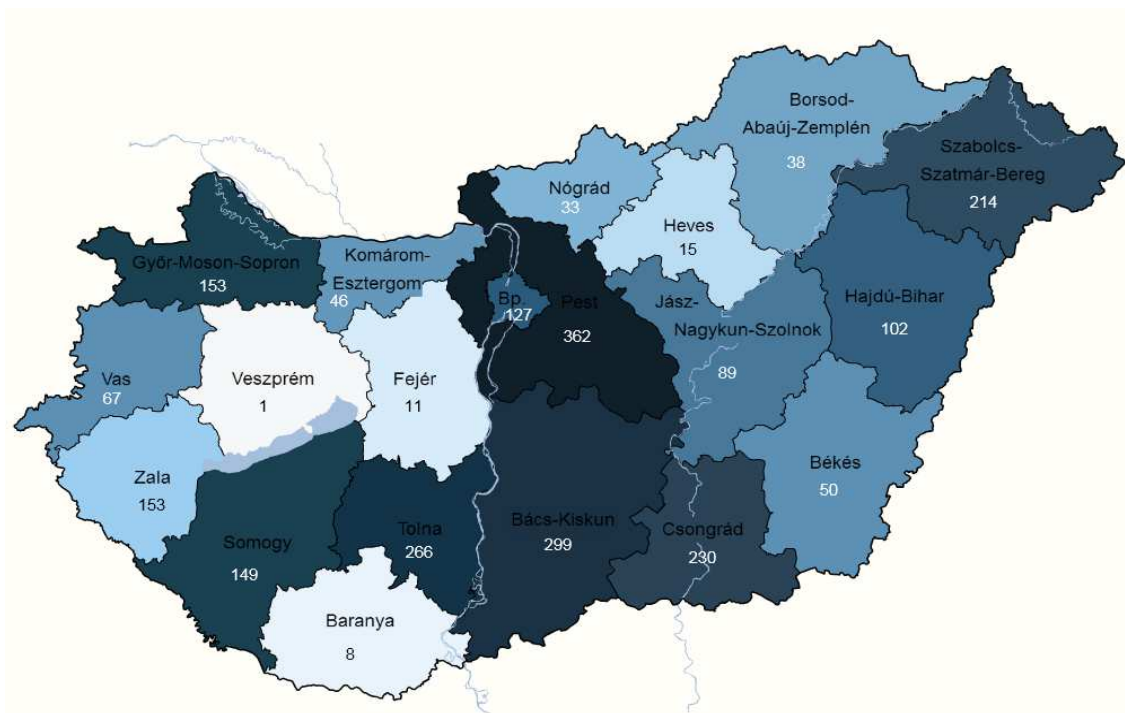 Borsod-
Abaúj-Zemplén
38
Szabolcs-
Szatmár-Bereg
214
Nógrád
33
Heves
15
Győr-Moson-Sopron
153
Komárom-
Esztergom
46
Bp.
127
Pest
362
Jász-
Nagykun-Szolnok
89
Hajdú-Bihar
102
Vas
67
Veszprém
1
Fejér
11
Zala
153
Somogy
149
Tolna
266
Bács-Kiskun
299
Csongrád
230
Békés
50
Baranya
8